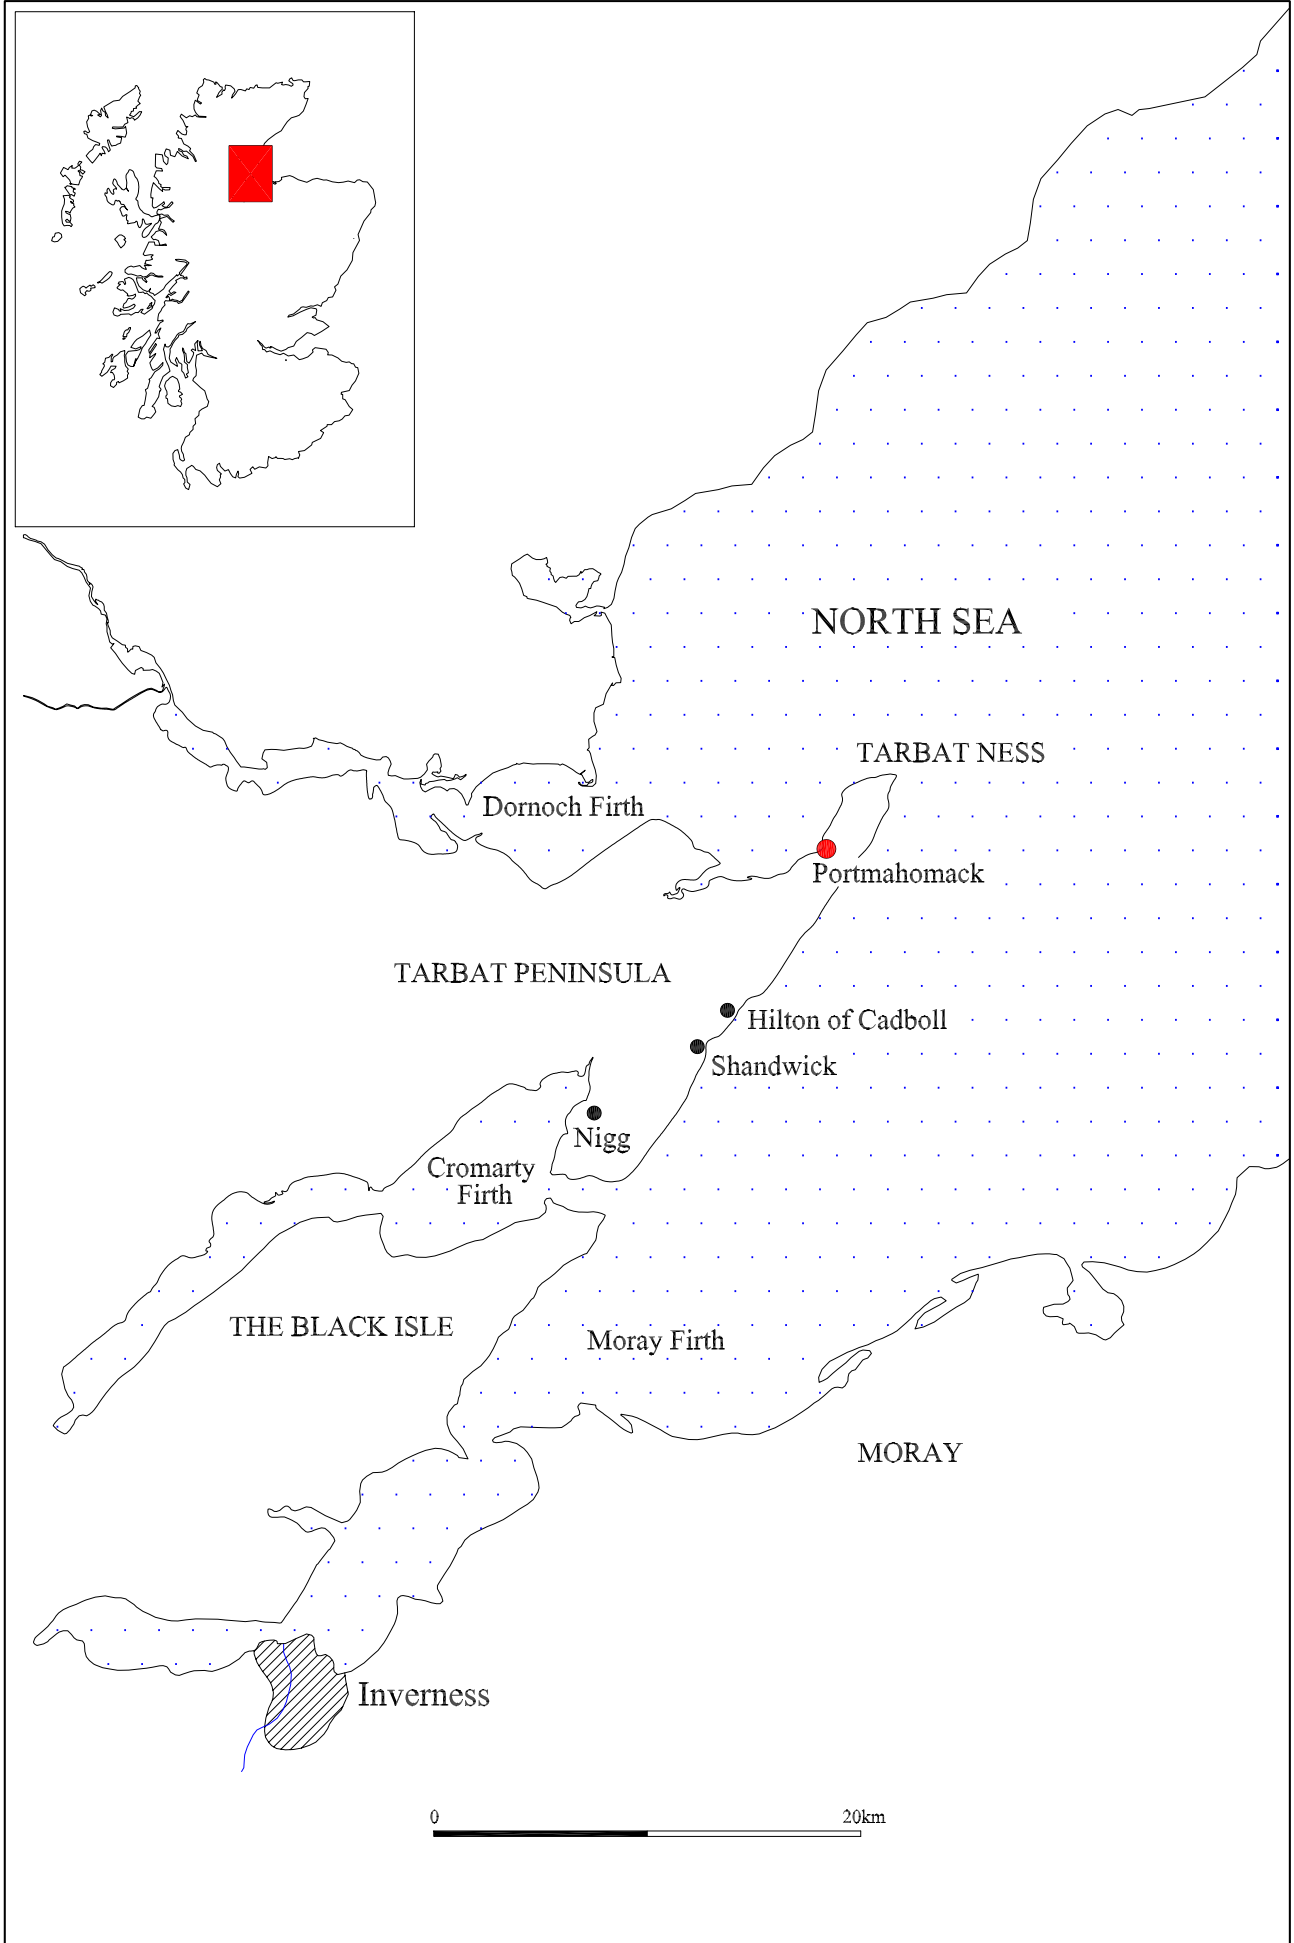 NORTH SEA
TARBAT NESS
Dornoch Firth
Portmahomack
TARBAT PENINSULA
Hilton of Cadboll
Shandwick
Nigg
Cromarty
Firth
THE BLACK ISLE
Moray Firth
MORAY
Inverness
0
20km